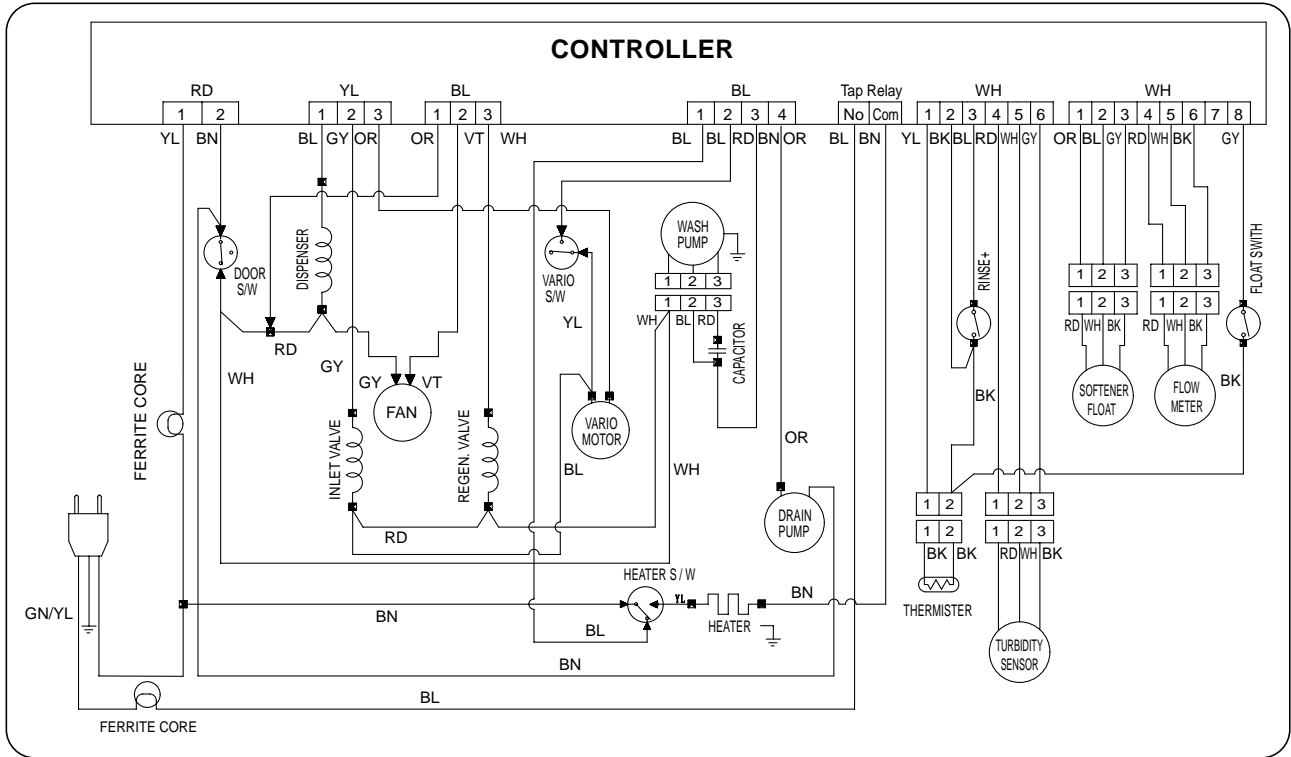 CONTROLLER
RD YL BL BL Tap Relay WH WH
1 2 1 2 3 1 2 3 1 2 3 4 No Com 1 2 3 4 5 6 1 2 3 4 5 6 7 8
YL BN BL GY OR OR VT WH BL BL RD BN OR BL BN YL BK BL RD WH GY OR BL GY RD WH BK GY
WASH
PUMP
DOOR
S/W
DISPENSER
VARIO
S/W
RINSE+
FLOAT SWITH
1 2 3
1 2 3
WH BL RD
CAPACITOR
1 2 3 1 2 3
1 2 3 1 2 3
RD WH BK RD WH BK
YL
RD
GY
WH
GY VT
FAN
BK
BK
SOFTENER
FLOAT
FLOW
METER
VARIO
MOTOR
FERRITE CORE
INLET VALVE
REGEN. VALVE
BL
WH
OR
RD
DRAIN
PUMP
1 2 1 2 3
1 2 1 2 3
BK BK RD WH BK
THERMISTER
HEATER S / W
YL
HEATER
BN
BN
BL
GN/YL
TURBIDITY
SENSOR
BN
BL
FERRITE CORE